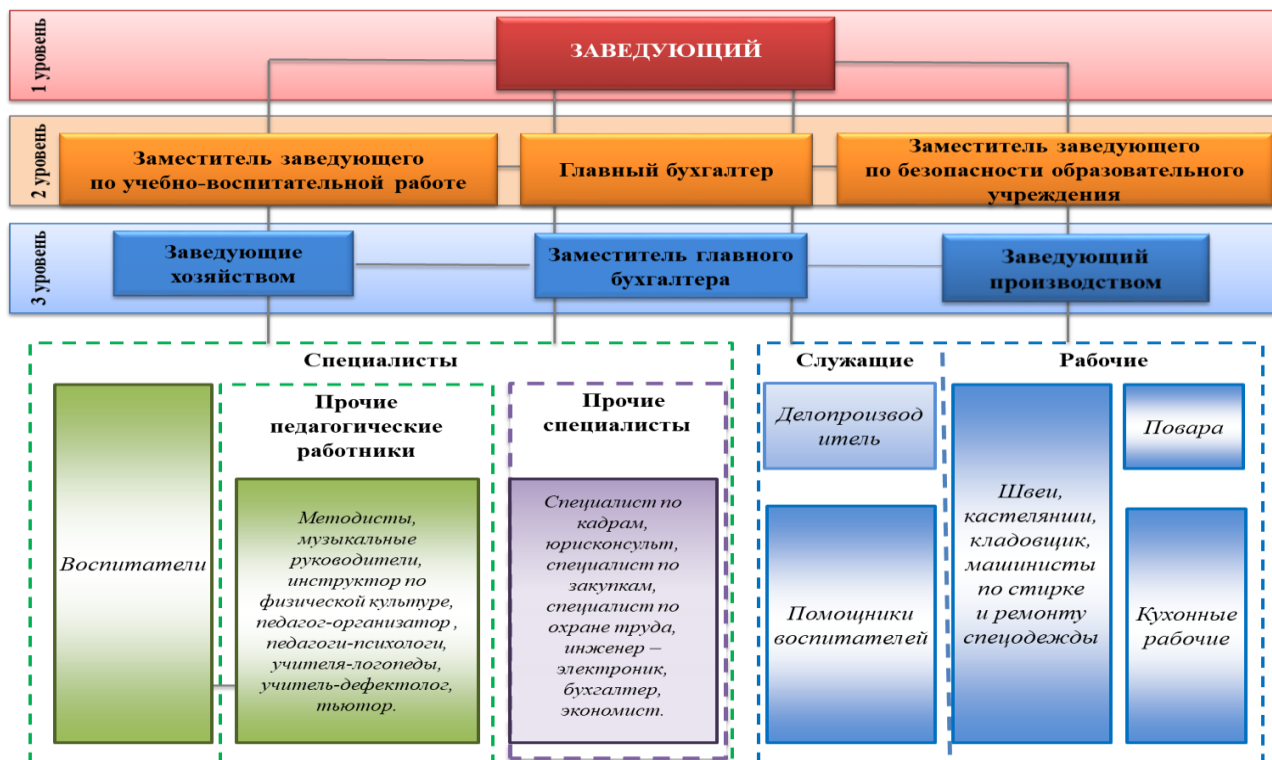 1 уровень
ЗАВЕДУЮЩИЙ
2 уровень
Заместитель заведующего
по учебно-воспитательной работе
Главный бухгалтер
Заместитель заведующего
по безопасности образовательного
учреждения
3 уровень
Заведующие
хозяйством
Заместитель главного
бухгалтера
Заведующий
производством
Специалисты
Воспитатели
Прочие
педагогические
работники
Методисты,
музыкальные
руководители,
инструктор по
физической культуре,
педагог-организатор ,
педагоги-психологи,
учителя-логопеды,
учитель-дефектолог,
тьютор.
Прочие
специалисты
Специалист по
кадрам,
юрисконсульт,
специалист по
закупкам,
специалист по
охране труда,
инженер –
электроник,
бухгалтер,
экономист.
Служащие
Делопроизвод
итель
Помощники
воспитателей
Рабочие
Швеи,
кастелянши,
кладовщик,
машинисты
по стирке
и ремонту
спецодежды
Повара
Кухонные
рабочие